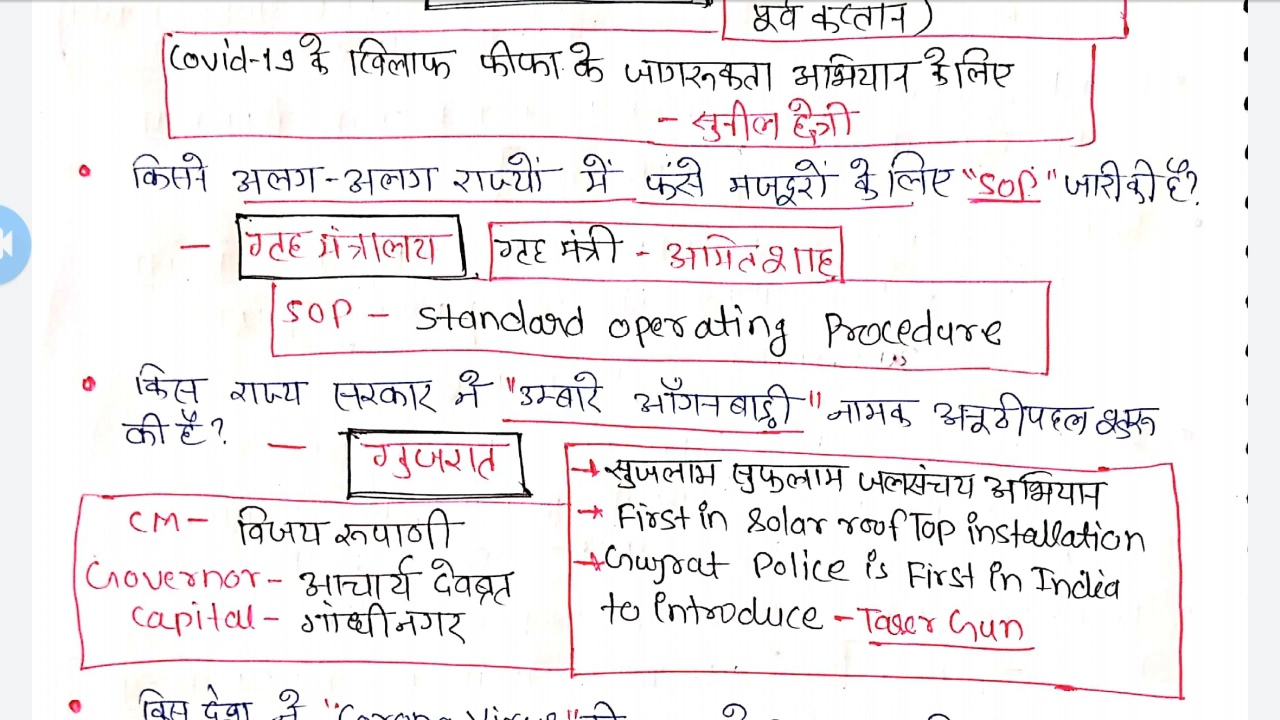 पूर्व कप्तान)
Covid-19 के खिलाफ फीफा के जागरूकता अभियान के लिए
- सुनील छेत्री
• किसने अलग-अलग राज्यों में फंसे मजदूरों के लिए "SOP" जारी की है?
- गृह मंत्रालय गृह मंत्री - अमित शाह
SOP - Standard operating Procedure
• किस राज्य सरकार ने "उम्बारे आँगनबाड़ी" नामक अनूठी पहल शुरू
की है? - गुजरात
CM - विजय रूपाणी
Governor - आचार्य देवव्रत
Capital - गांधीनगर
→ सुजलाम सुफलाम जलसंचय अभियान
→ First in Solar roof Top installation
→ Gujrat Police is First in India
to introduce - Taser Gun
• किस देश ने "Corona Virus" की